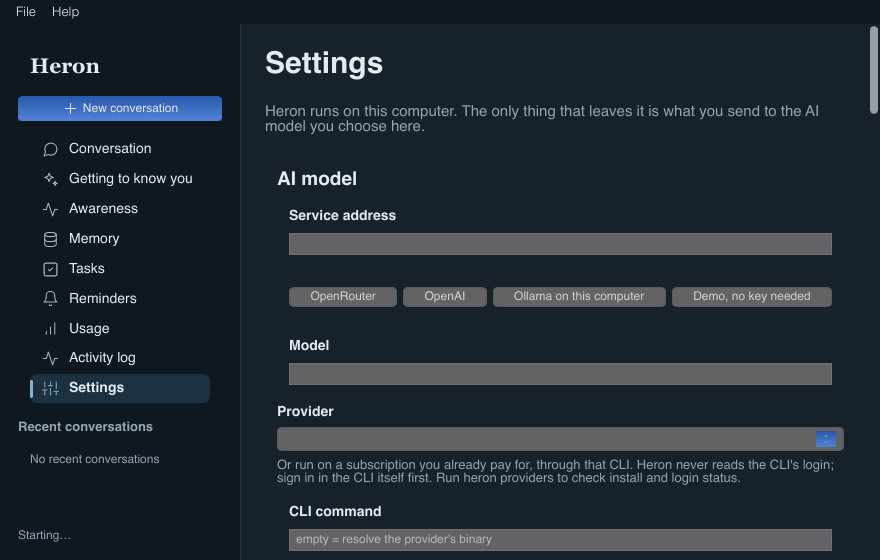 File Help
Heron
New conversation
Conversation
Getting to know you
Awareness
Memory
Tasks
Reminders
Usage
Activity log
Settings
Recent conversations
No recent conversations
Starting…
Settings
Heron runs on this computer. The only thing that leaves it is what you send to the AI
model you choose here.
AI model
Service address
OpenRouter OpenAI Ollama on this computer Demo, no key needed
Model
Provider
Or run on a subscription you already pay for, through that CLI. Heron never reads the CLI's login;
sign in in the CLI itself first. Run heron providers to check install and login status.
CLI command
empty = resolve the provider's binary